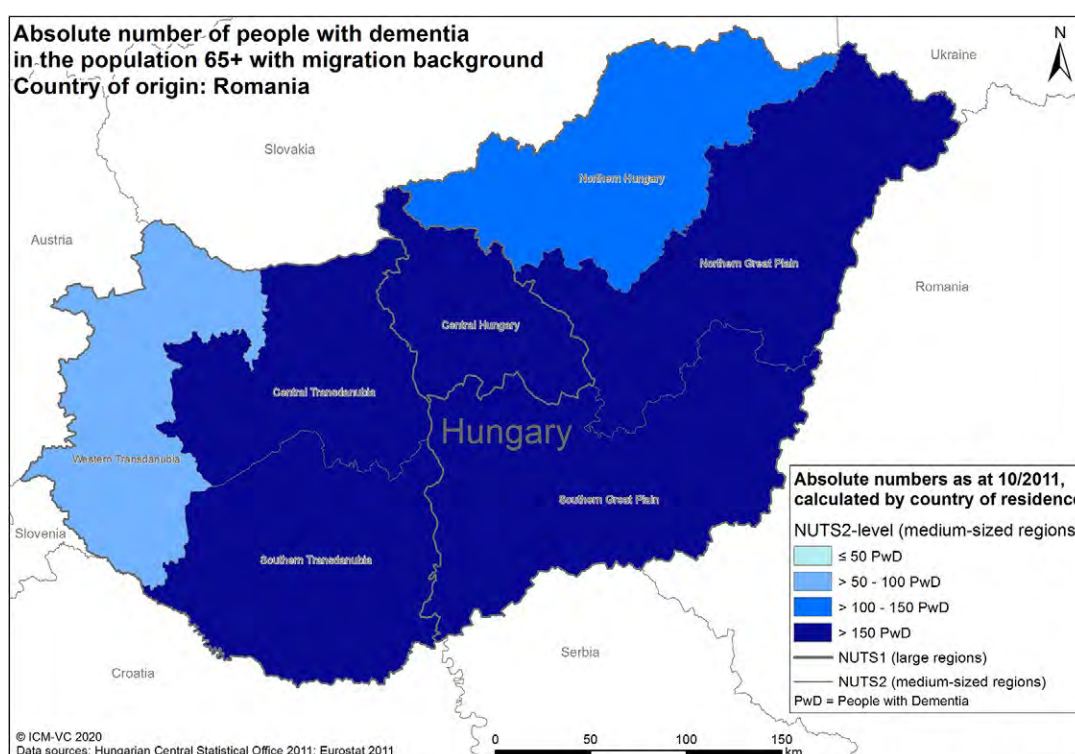 Absolute number of people with dementia
in the population 65+ with migration background
Country of origin: Romania
N
Ukraine
Slovakia
Northern Hungary
Austria
Northern Great Plain
Romania
Central Hungary
Central Transdanubia
Hungary
Western Transdanubia
Southern Great Plain
Slovenia
Southern Transdanubia
Croatia
Serbia
Absolute numbers as at 10/2011,
calculated by country of residence
NUTS2-level (medium-sized regions
≤ 50 PwD
> 50 - 100 PwD
> 100 - 150 PwD
> 150 PwD
NUTS1 (large regions)
NUTS2 (medium-sized regions)
PwD = People with Dementia
© ICM-VC 2020
Data sources: Hungarian Central Statistical Office 2011; Eurostat 2011
0 50 100 150
km